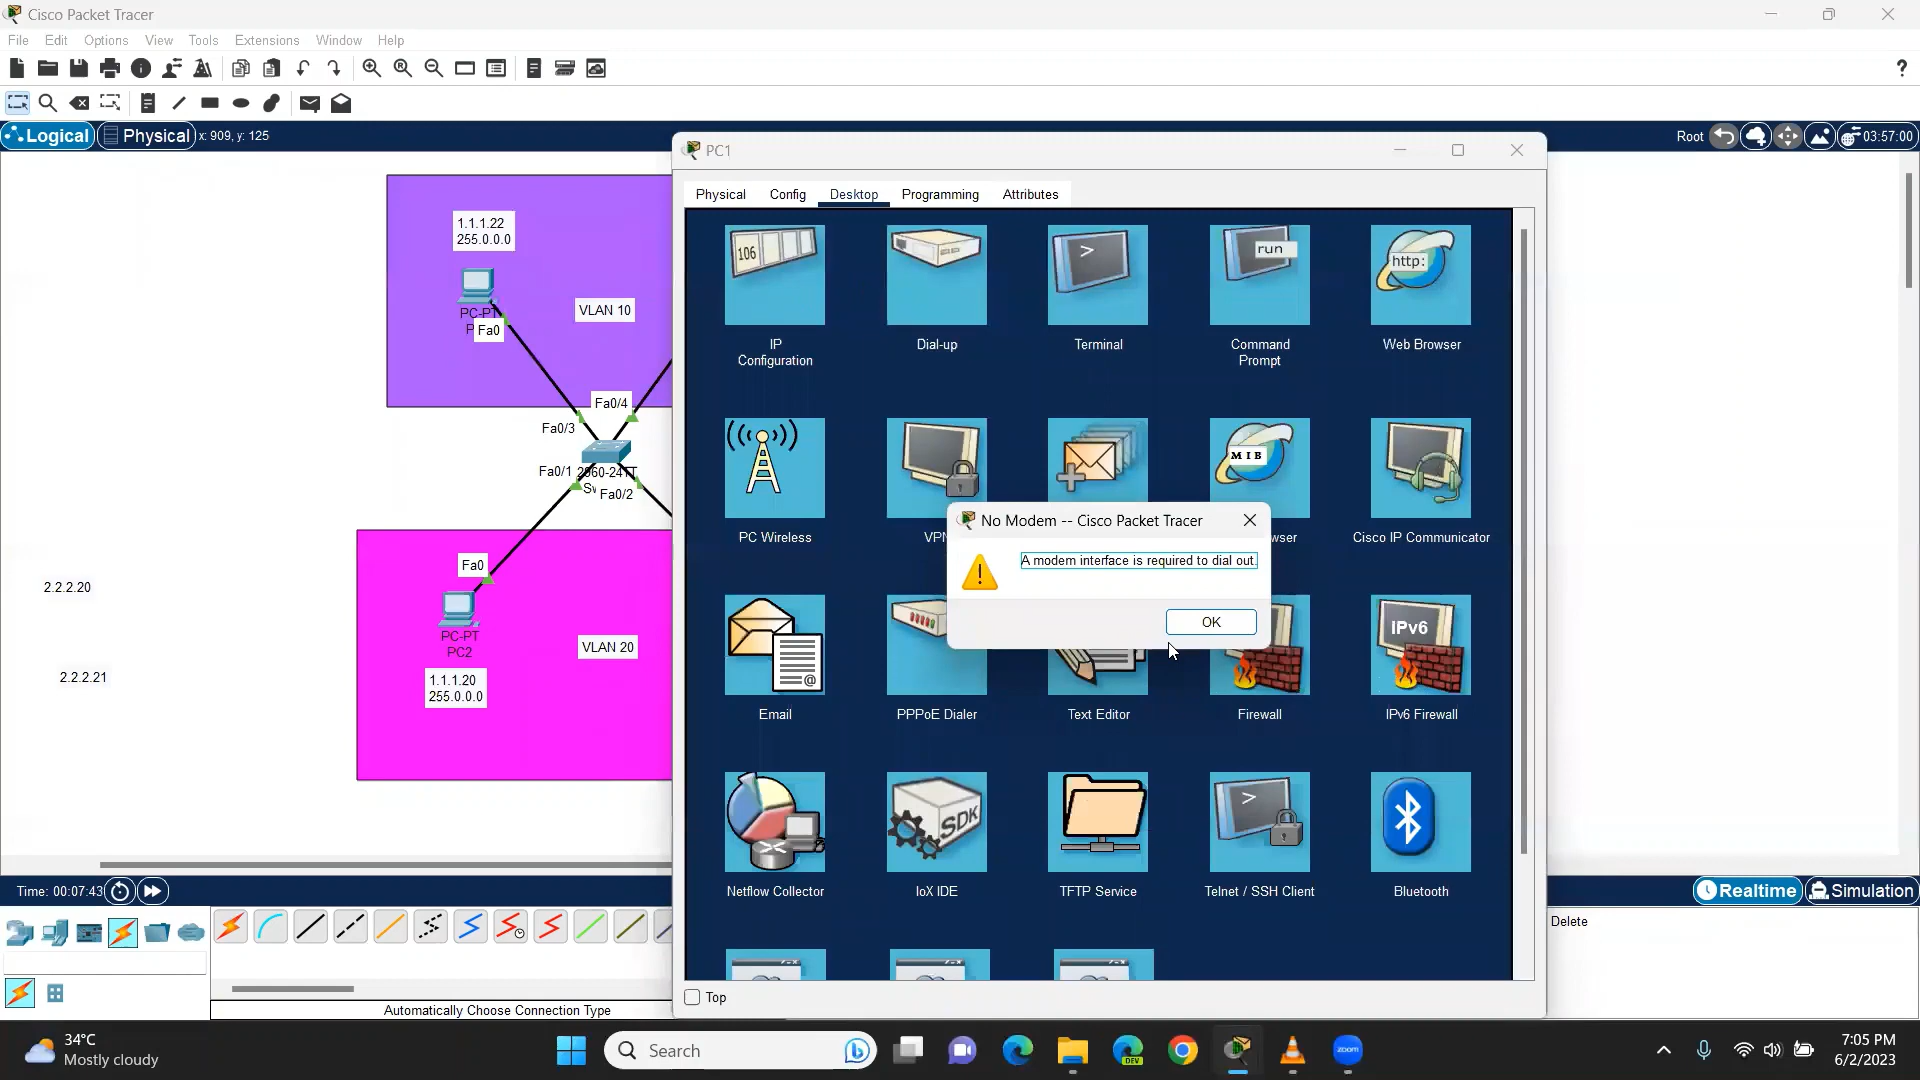 Cisco Packet Tracer
File Edit Options View Tools Extensions Window Help
?
Logical Physical x: 909, y: 125
Root 03:57:00
PC1
Physical Config Desktop Programming Attributes
1.1.1.22
255.0.0.0
PC-PT
Fa0
VLAN 10
Fa0/4
Fa0/3
Fa0/1
2960-24TT
Fa0/2
Fa0
2.2.2.20
PC-PT
PC2
VLAN 20
2.2.2.21
1.1.1.20
255.0.0.0
106
run
http:
IP
Configuration
Dial-up
Terminal
Command
Prompt
Web Browser
MIB
PC Wireless
VPN
wser
Cisco IP Communicator
No Modem -- Cisco Packet Tracer
A modem interface is required to dial out.
OK
IPv6
@
Email
PPPoE Dialer
Text Editor
Firewall
IPv6 Firewall
SDK
Netflow Collector
IoX IDE
TFTP Service
Telnet / SSH Client
Bluetooth
Top
Time: 00:07:43
Realtime Simulation
Delete
Automatically Choose Connection Type
34°C
Mostly cloudy
Search
DEV
zoom
7:05 PM
6/2/2023